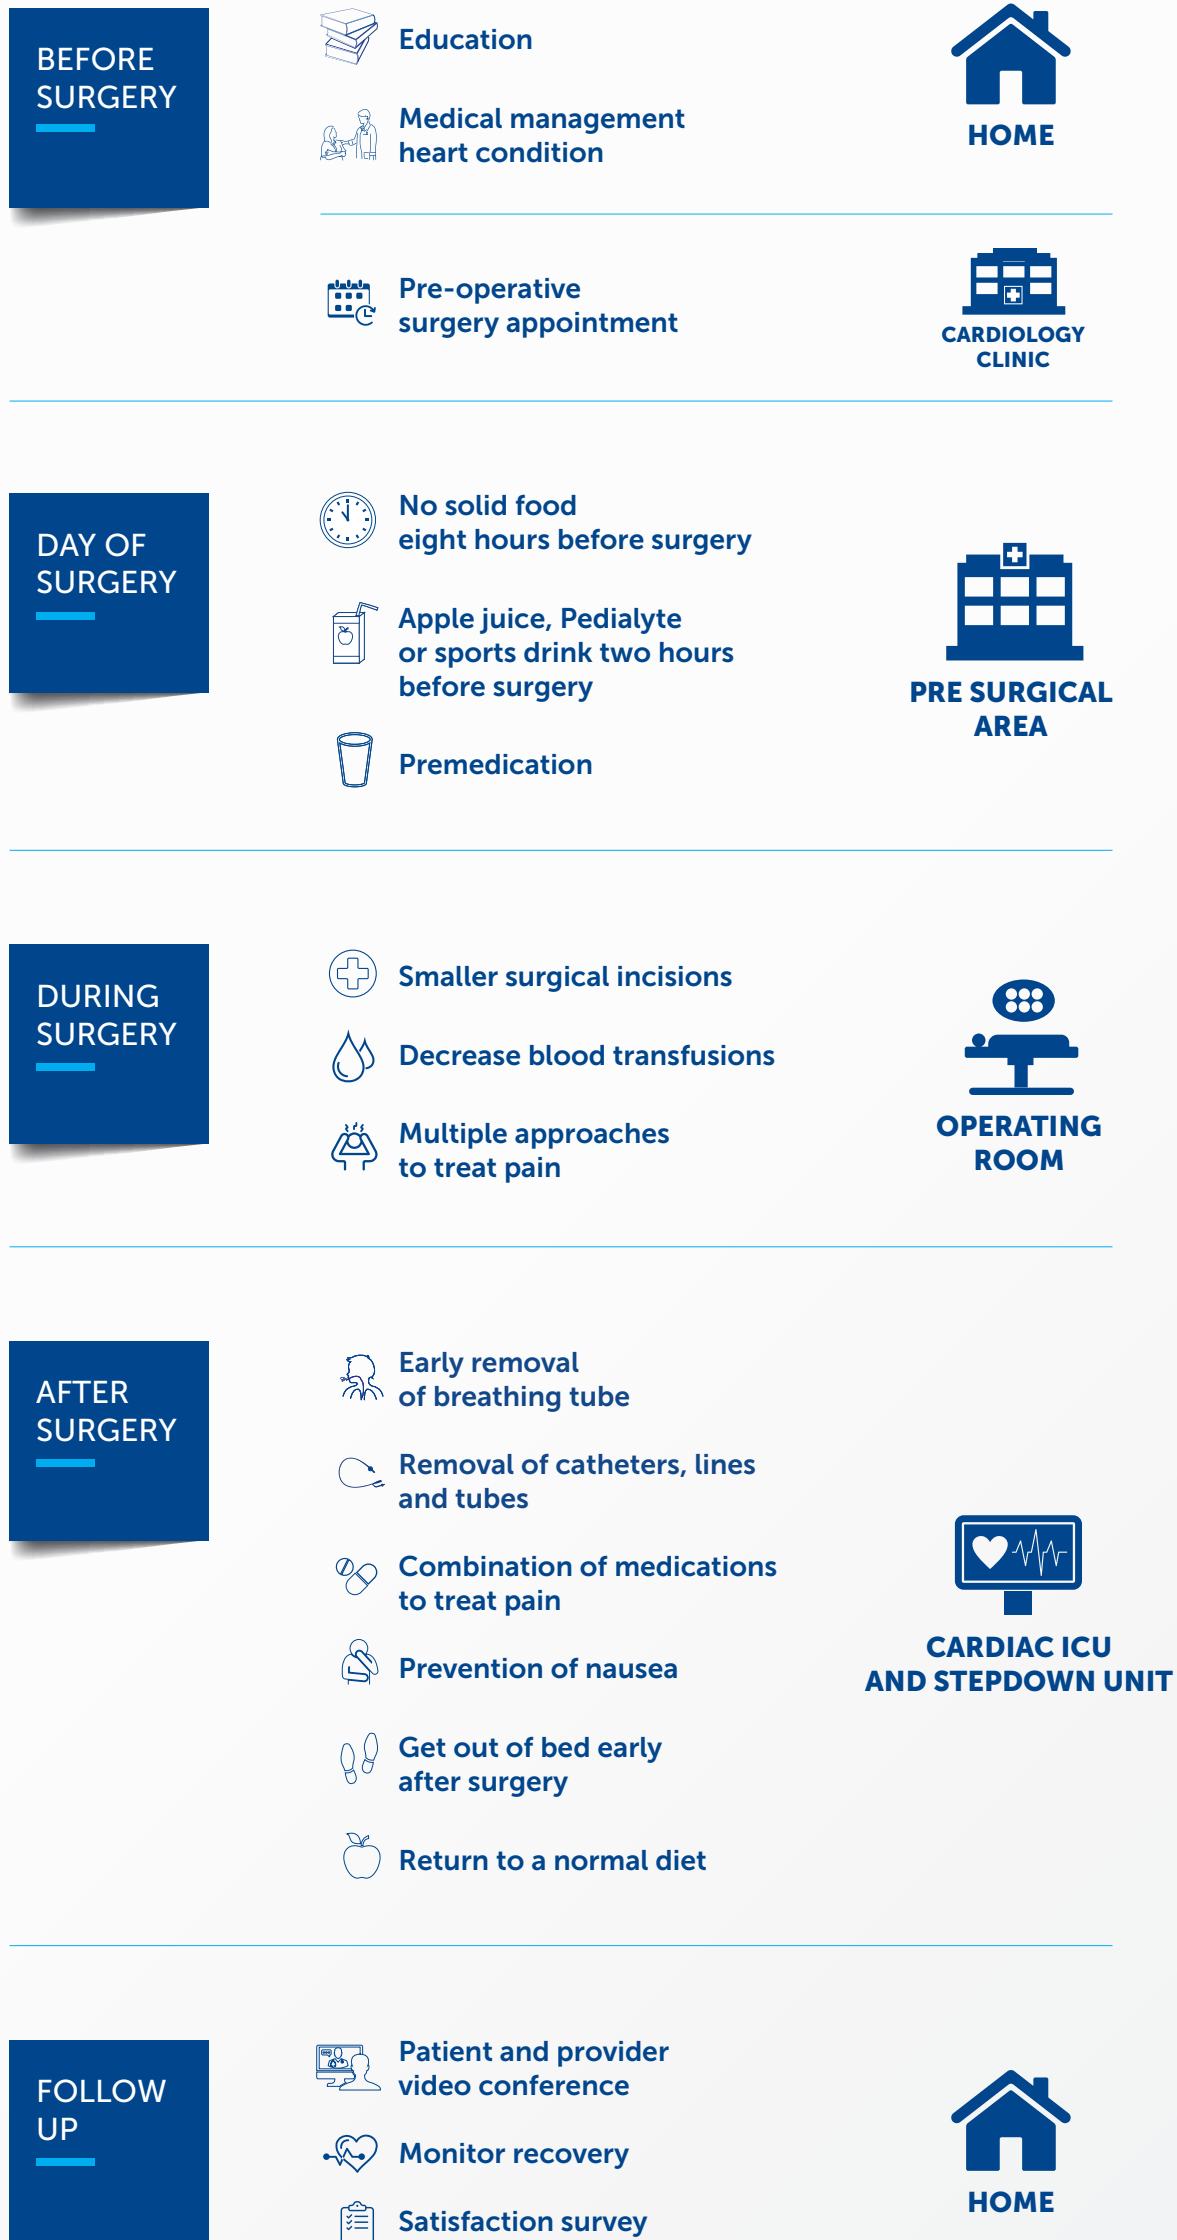 BEFORE
SURGERY
Education
Medical management
heart condition
HOME
Pre-operative
surgery appointment
CARDIOLOGY
CLINIC
DAY OF
SURGERY
No solid food
eight hours before surgery
Apple juice, Pedialyte
or sports drink two hours
before surgery
Premedication
PRE SURGICAL
AREA
DURING
SURGERY
Smaller surgical incisions
Decrease blood transfusions
Multiple approaches
to treat pain
OPERATING
ROOM
AFTER
SURGERY
Early removal
of breathing tube
Removal of catheters, lines
and tubes
Combination of medications
to treat pain
Prevention of nausea
Get out of bed early
after surgery
Return to a normal diet
CARDIAC ICU
AND STEPDOWN UNIT
FOLLOW
UP
Patient and provider
video conference
Monitor recovery
Satisfaction survey
HOME